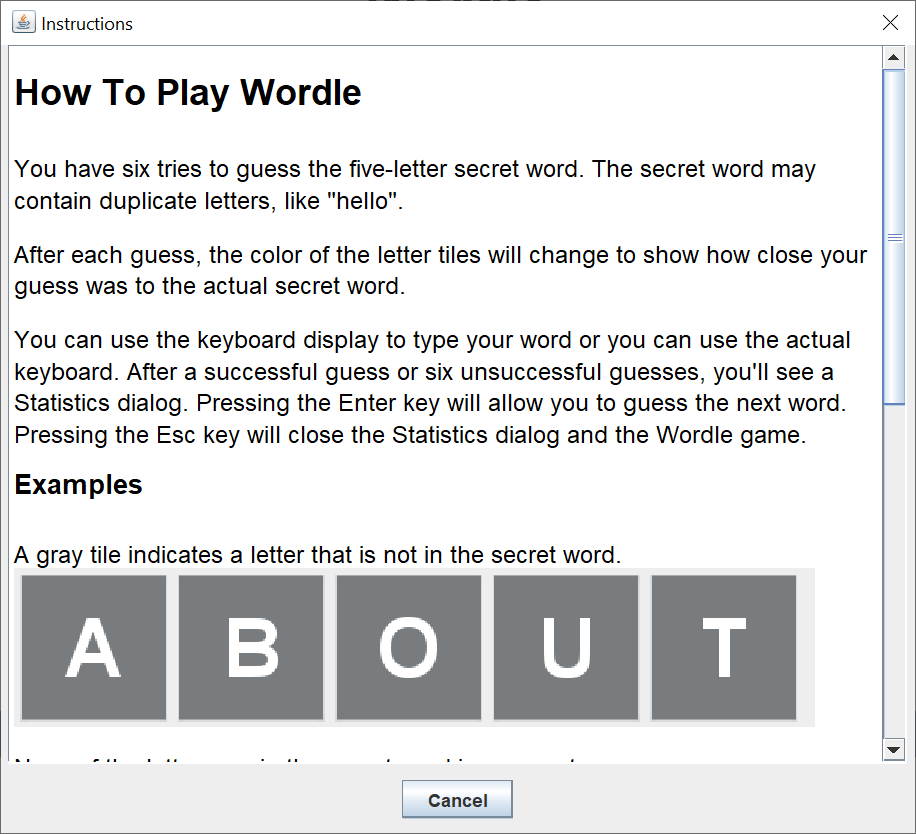 Instructions
How To Play Wordle
You have six tries to guess the five-letter secret word. The secret word may
contain duplicate letters, like "hello".
After each guess, the color of the letter tiles will change to show how close your
guess was to the actual secret word.
You can use the keyboard display to type your word or you can use the actual
keyboard. After a successful guess or six unsuccessful guesses, you'll see a
Statistics dialog. Pressing the Enter key will allow you to guess the next word.
Pressing the Esc key will close the Statistics dialog and the Wordle game.
Examples
A gray tile indicates a letter that is not in the secret word.
A B O U T
Cancel